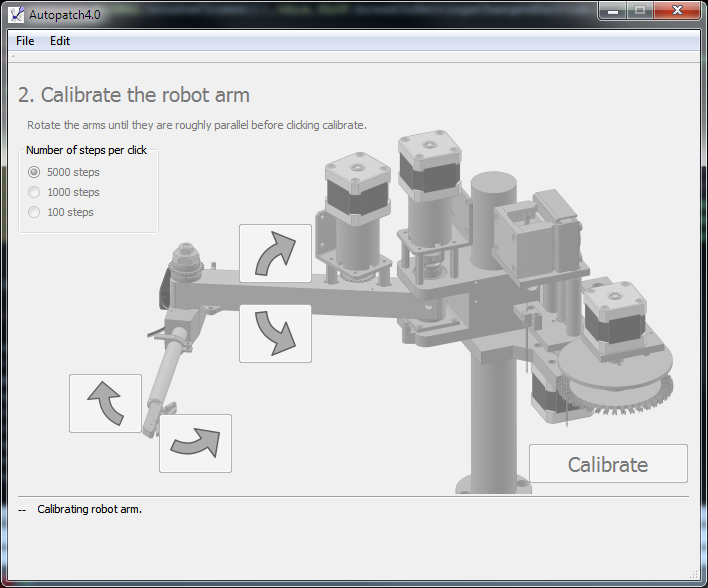 Autopatch4.0
File Edit
2. Calibrate the robot arm
Rotate the arms until they are roughly parallel before clicking calibrate.
Number of steps per click
5000 steps
1000 steps
100 steps
Calibrate
-- Calibrating robot arm.